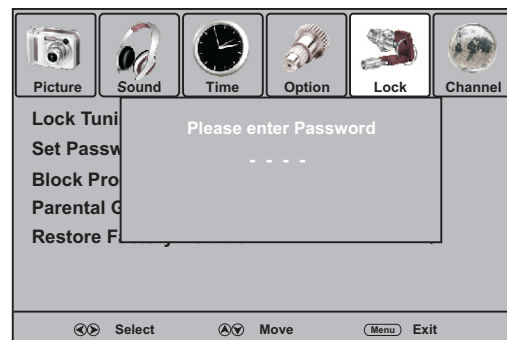 Picture Sound Time Option Lock Channel
Please enter Password
- - - -
Lock Tuni
Set Passw
Block Pro
Parental G
Restore F
Select Move Menu Exit